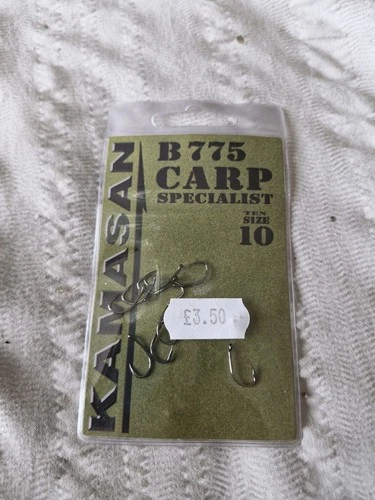 KAMASAN
B775
CARP
SPECIALIST
TEN
SIZE
10
£3.50